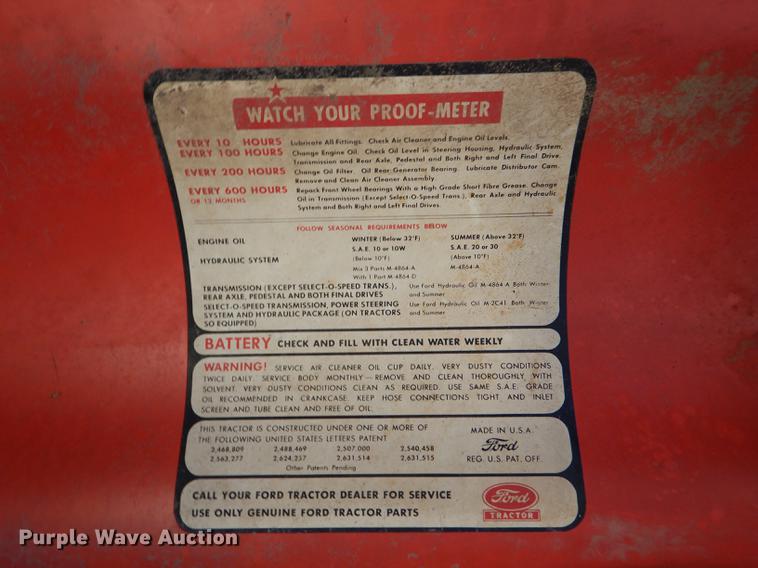 WATCH YOUR PROOF-METER
EVERY 10 HOURS Lubricate All Fittings. Check Air Cleaner and Engine Oil Levels.
EVERY 100 HOURS Change Engine Oil. Check Oil Level in Steering Housing, Hydraulic System,
Transmission and Rear Axle, Pedestal and Both Right and Left Final Drive.
EVERY 200 HOURS Change Oil Filter. Oil Rear Generator Bearing. Lubricate Distributor Cam.
Remove and Clean Air Cleaner Assembly.
EVERY 600 HOURS Repack Front Wheel Bearings With a High Grade Short Fibre Grease. Change
OR 12 MONTHS Oil in Transmission (Except Select-O-Speed Trans.), Rear Axle and Hydraulic
System and Both Right and Left Final Drives.
FOLLOW SEASONAL REQUIREMENTS BELOW
WINTER (Below 32°F) SUMMER (Above 32°F)
ENGINE OIL S.A.E. 10 or 10W S.A.E. 20 or 30
HYDRAULIC SYSTEM (Below 10°F) (Above 10°F)
Mix 3 Parts M-4864-A M-4864-A
With 1 Part M-4864-D
TRANSMISSION (EXCEPT SELECT-O-SPEED TRANS.), Use Ford Hydraulic Oil M-4864 A Both Winter
REAR AXLE, PEDESTAL AND BOTH FINAL DRIVES and Summer
SELECT-O-SPEED TRANSMISSION, POWER STEERING Use Ford Hydraulic Oil M-2C41 Both Winter
SYSTEM AND HYDRAULIC PACKAGE (ON TRACTORS and Summer
SO EQUIPPED)
BATTERY CHECK AND FILL WITH CLEAN WATER WEEKLY
WARNING! SERVICE AIR CLEANER OIL CUP DAILY. VERY DUSTY CONDITIONS
TWICE DAILY. SERVICE BODY MONTHLY—REMOVE AND CLEAN THOROUGHLY WITH
SOLVENT. VERY DUSTY CONDITIONS CLEAN AS REQUIRED. USE SAME S.A.E. GRADE
OIL RECOMMENDED IN CRANKCASE. KEEP HOSE CONNECTIONS TIGHT AND INLET
SCREEN AND TUBE CLEAN AND FREE OF OIL.
THIS TRACTOR IS CONSTRUCTED UNDER ONE OR MORE OF
THE FOLLOWING UNITED STATES LETTERS PATENT
2,468,809 2,488,469 2,507,000 2,540,458
2,563,277 2,624,237 2,631,514 2,631,515
Other Patents Pending
MADE IN U.S.A.
Ford
REG. U.S. PAT. OFF.
CALL YOUR FORD TRACTOR DEALER FOR SERVICE
USE ONLY GENUINE FORD TRACTOR PARTS
Ford
TRACTOR
Purple Wave Auction